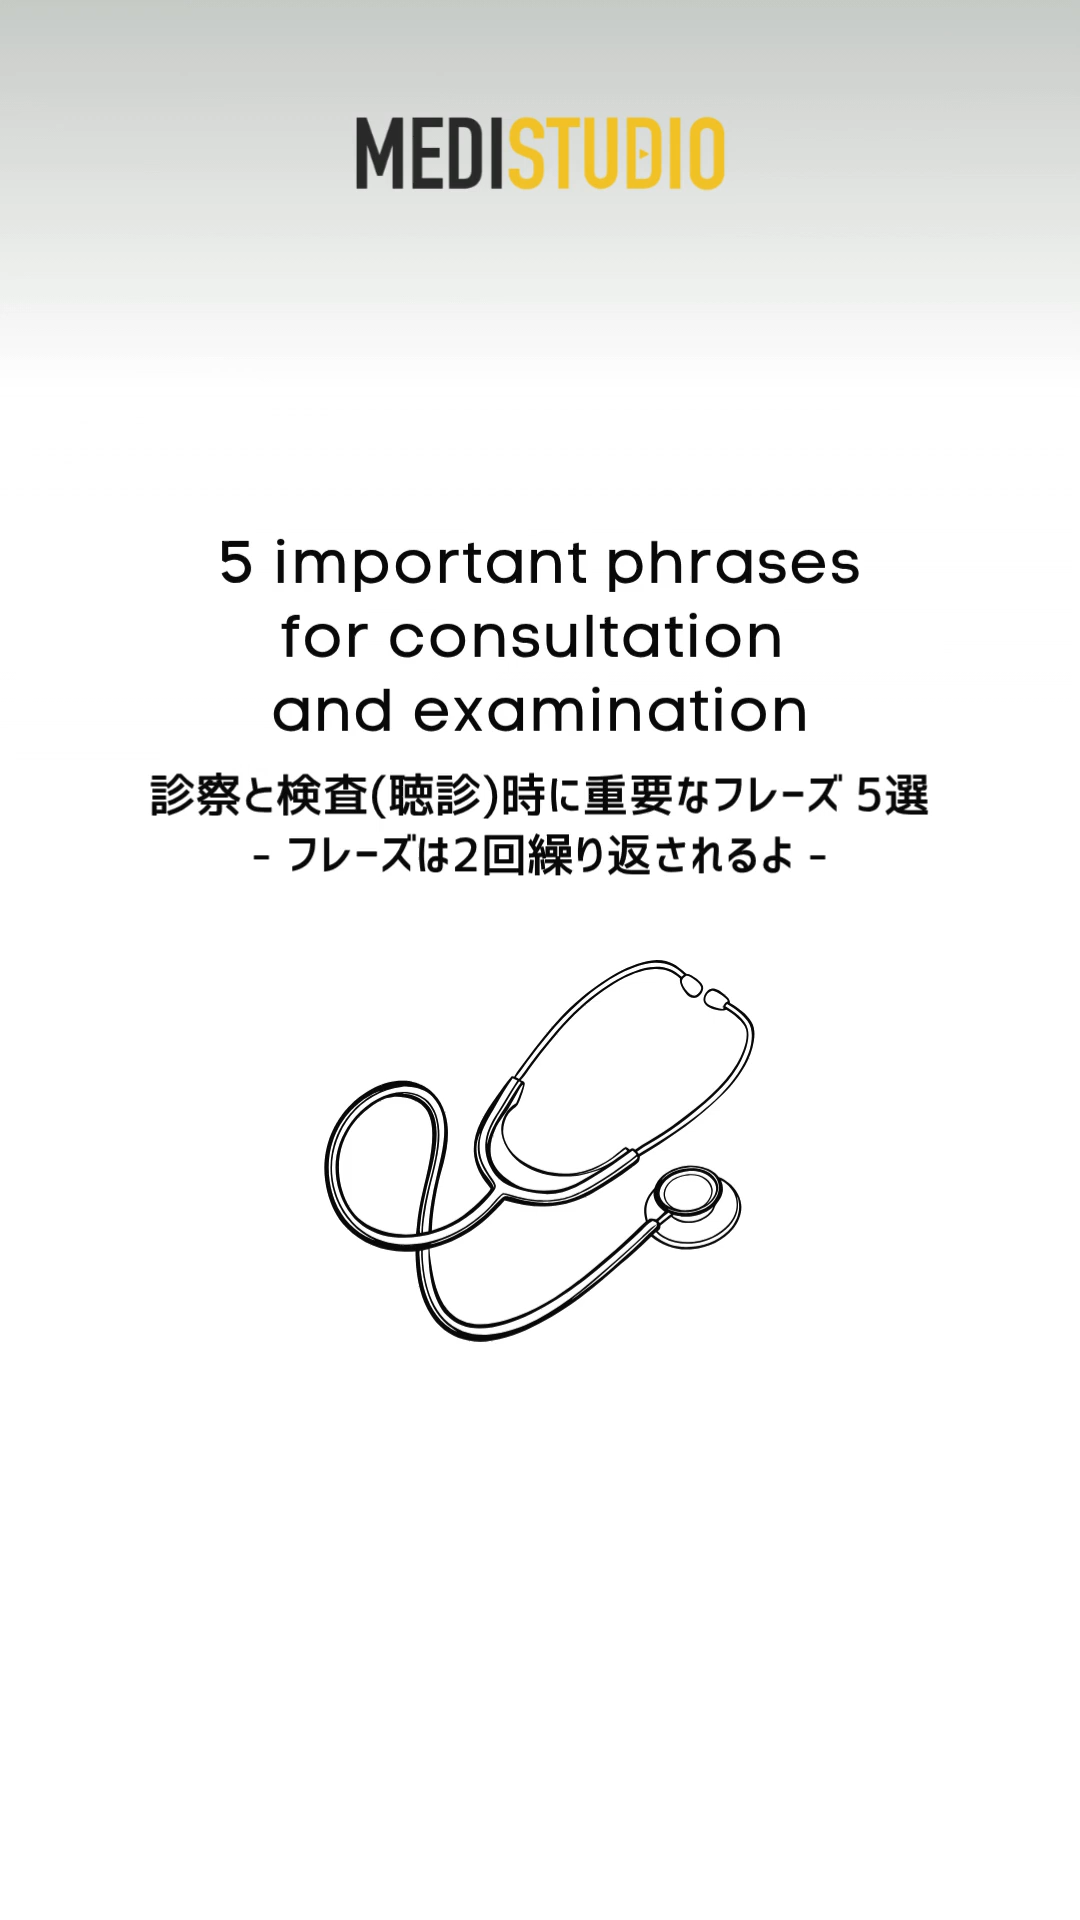 MEDISTUDIO
5 important phrases
for consultation
and examination
診察と検査(聴診)時に重要なフレーズ 5選
- フレーズは2回繰り返されるよ -